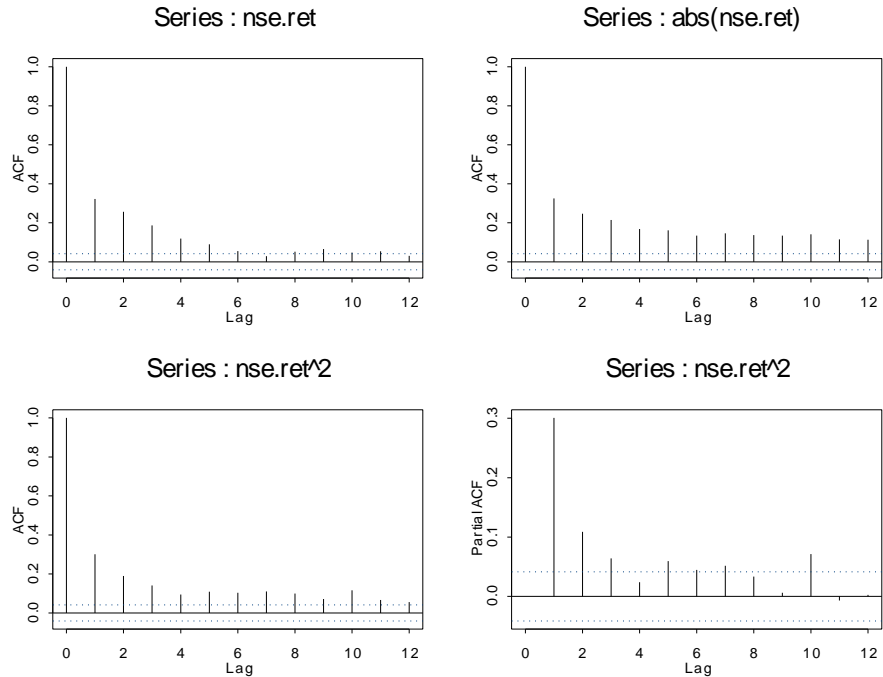 Series : nse.ret
ACF
0.0 0.2 0.4 0.6 0.8 1.0
0 2 4 6 8 10 12
Lag
Series : abs(nse.ret)
ACF
0.0 0.2 0.4 0.6 0.8 1.0
0 2 4 6 8 10 12
Lag
Series : nse.ret^2
ACF
0.0 0.2 0.4 0.6 0.8 1.0
0 2 4 6 8 10 12
Lag
Series : nse.ret^2
Partial ACF
0.0 0.1 0.2 0.3
0 2 4 6 8 10 12
Lag